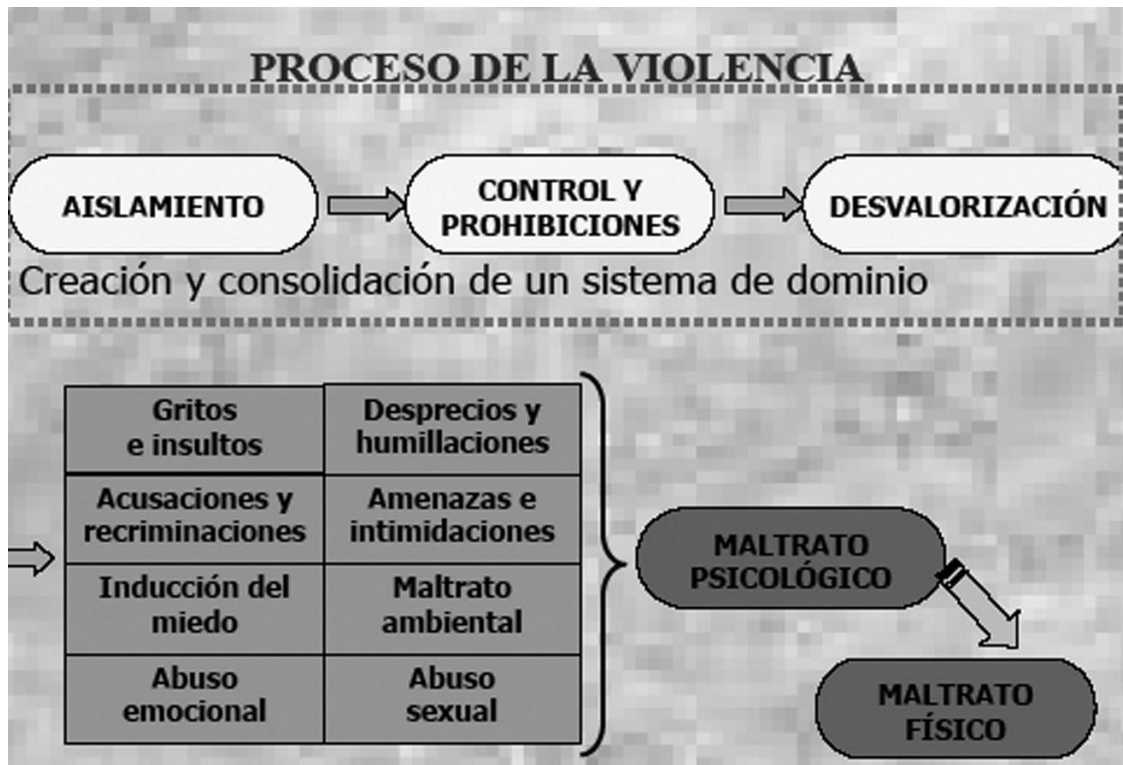 PROCESO DE LA VIOLENCIA
AISLAMIENTO
CONTROL Y
PROHIBICIONES
DESVALORIZACIÓN
Creación y consolidación de un sistema de dominio
Gritos
e insultos
Desprecios y
humillaciones
Acusaciones y
recriminaciones
Amenazas e
intimidaciones
Inducción del
miedo
Maltrato
ambiental
Abuso
emocional
Abuso
sexual
MALTRATO
PSICOLÓGICO
MALTRATO
FÍSICO